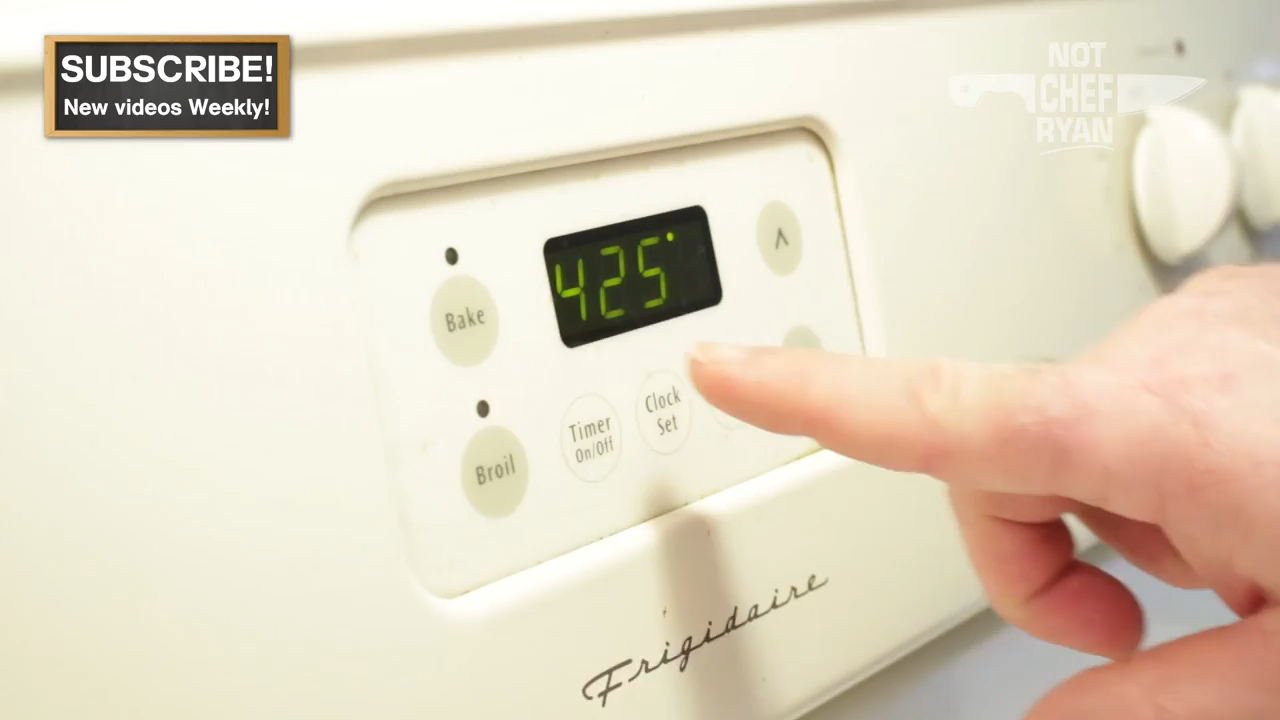 SUBSCRIBE!
New videos Weekly!
NOT
CHEF
RYAN
425°
Bake
Clock
Set
Timer
On/Off
Broil
Frigidaire